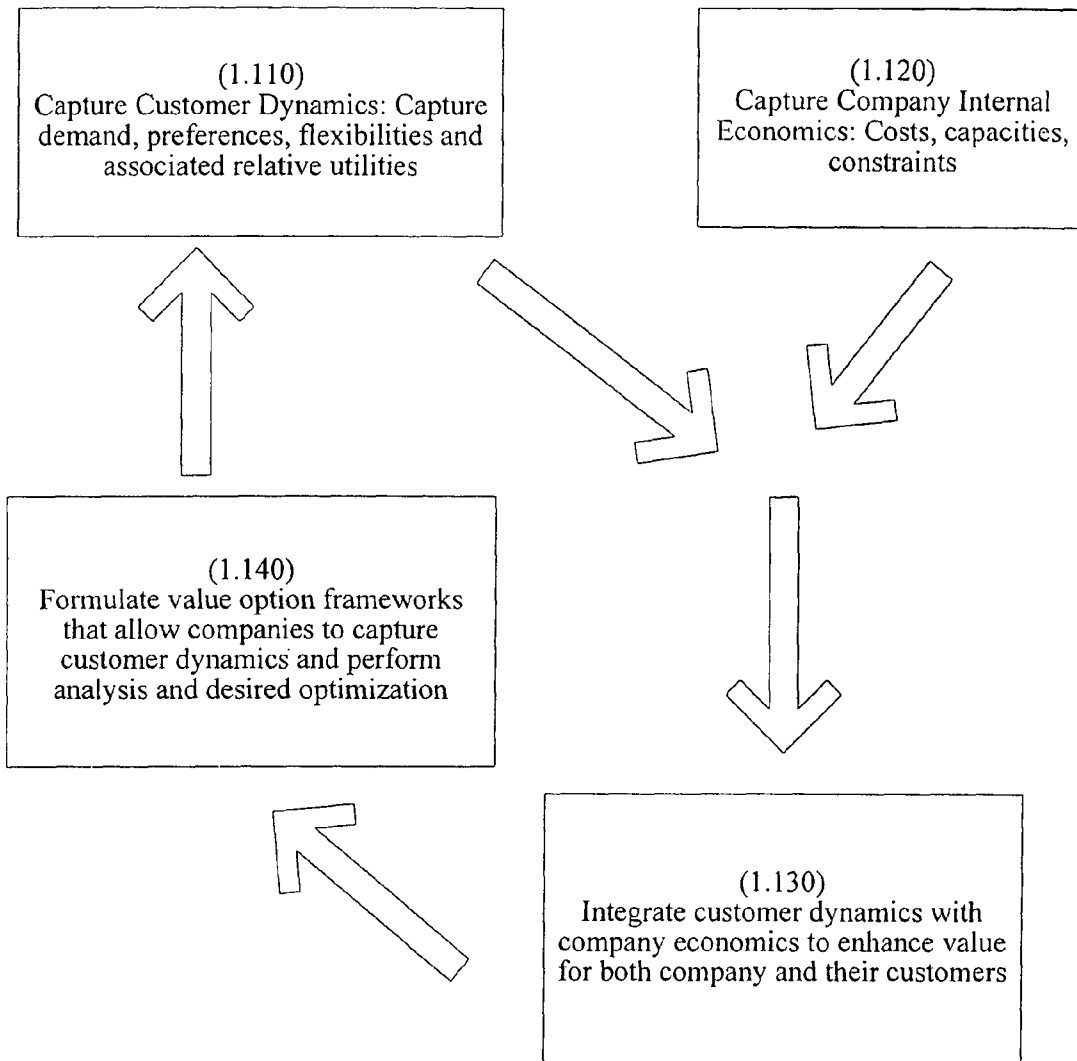 (1.110)
Capture Customer Dynamics: Capture
demand, preferences, flexibilities and
associated relative utilities
(1.120)
Capture Company Internal
Economics: Costs, capacities,
constraints
(1.140)
Formulate value option frameworks
that allow companies to capture
customer dynamics and perform
analysis and desired optimization
(1.130)
Integrate customer dynamics with
company economics to enhance value
for both company and their customers